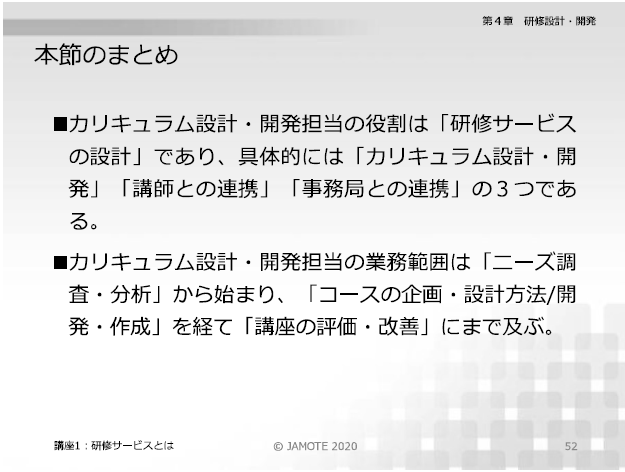 第４章　研修設計・開発
本節のまとめ
■カリキュラム設計・開発担当の役割は「研修サービス
の設計」であり、具体的には「カリキュラム設計・開
発」「講師との連携」「事務局との連携」の３つであ
る。
■カリキュラム設計・開発担当の業務範囲は「ニーズ調
査・分析」から始まり、「コースの企画・設計方法/開
発・作成」を経て「講座の評価・改善」にまで及ぶ。
講座1：研修サービスとは
© JAMOTE 2020
52